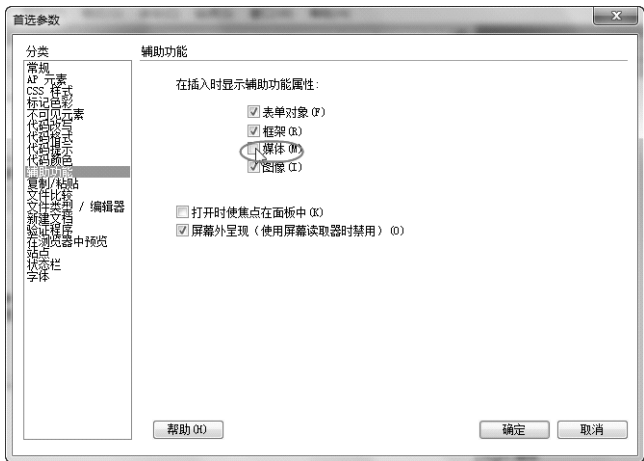 首选参数
分类
常规
AP 元素
CSS 样式
标记色彩
不可见元素
代码改写
代码格式
代码提示
代码颜色
辅助功能
复制/粘贴
文件比较
文件类型 / 编辑器
新建文档
验证程序
在浏览器中预览
站点
状态栏
字体
辅助功能
在插入时显示辅助功能属性:
表单对象(F)
框架(R)
媒体(M)
图像(I)
打开时使焦点在面板中(K)
屏幕外呈现（使用屏幕读取器时禁用）(O)
帮助(H)
确定
取消